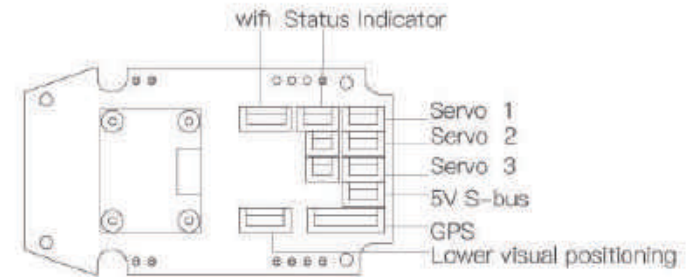 wifi Status Indicator
Servo 1
Servo 2
Servo 3
5V S-bus
GPS
Lower visual positioning